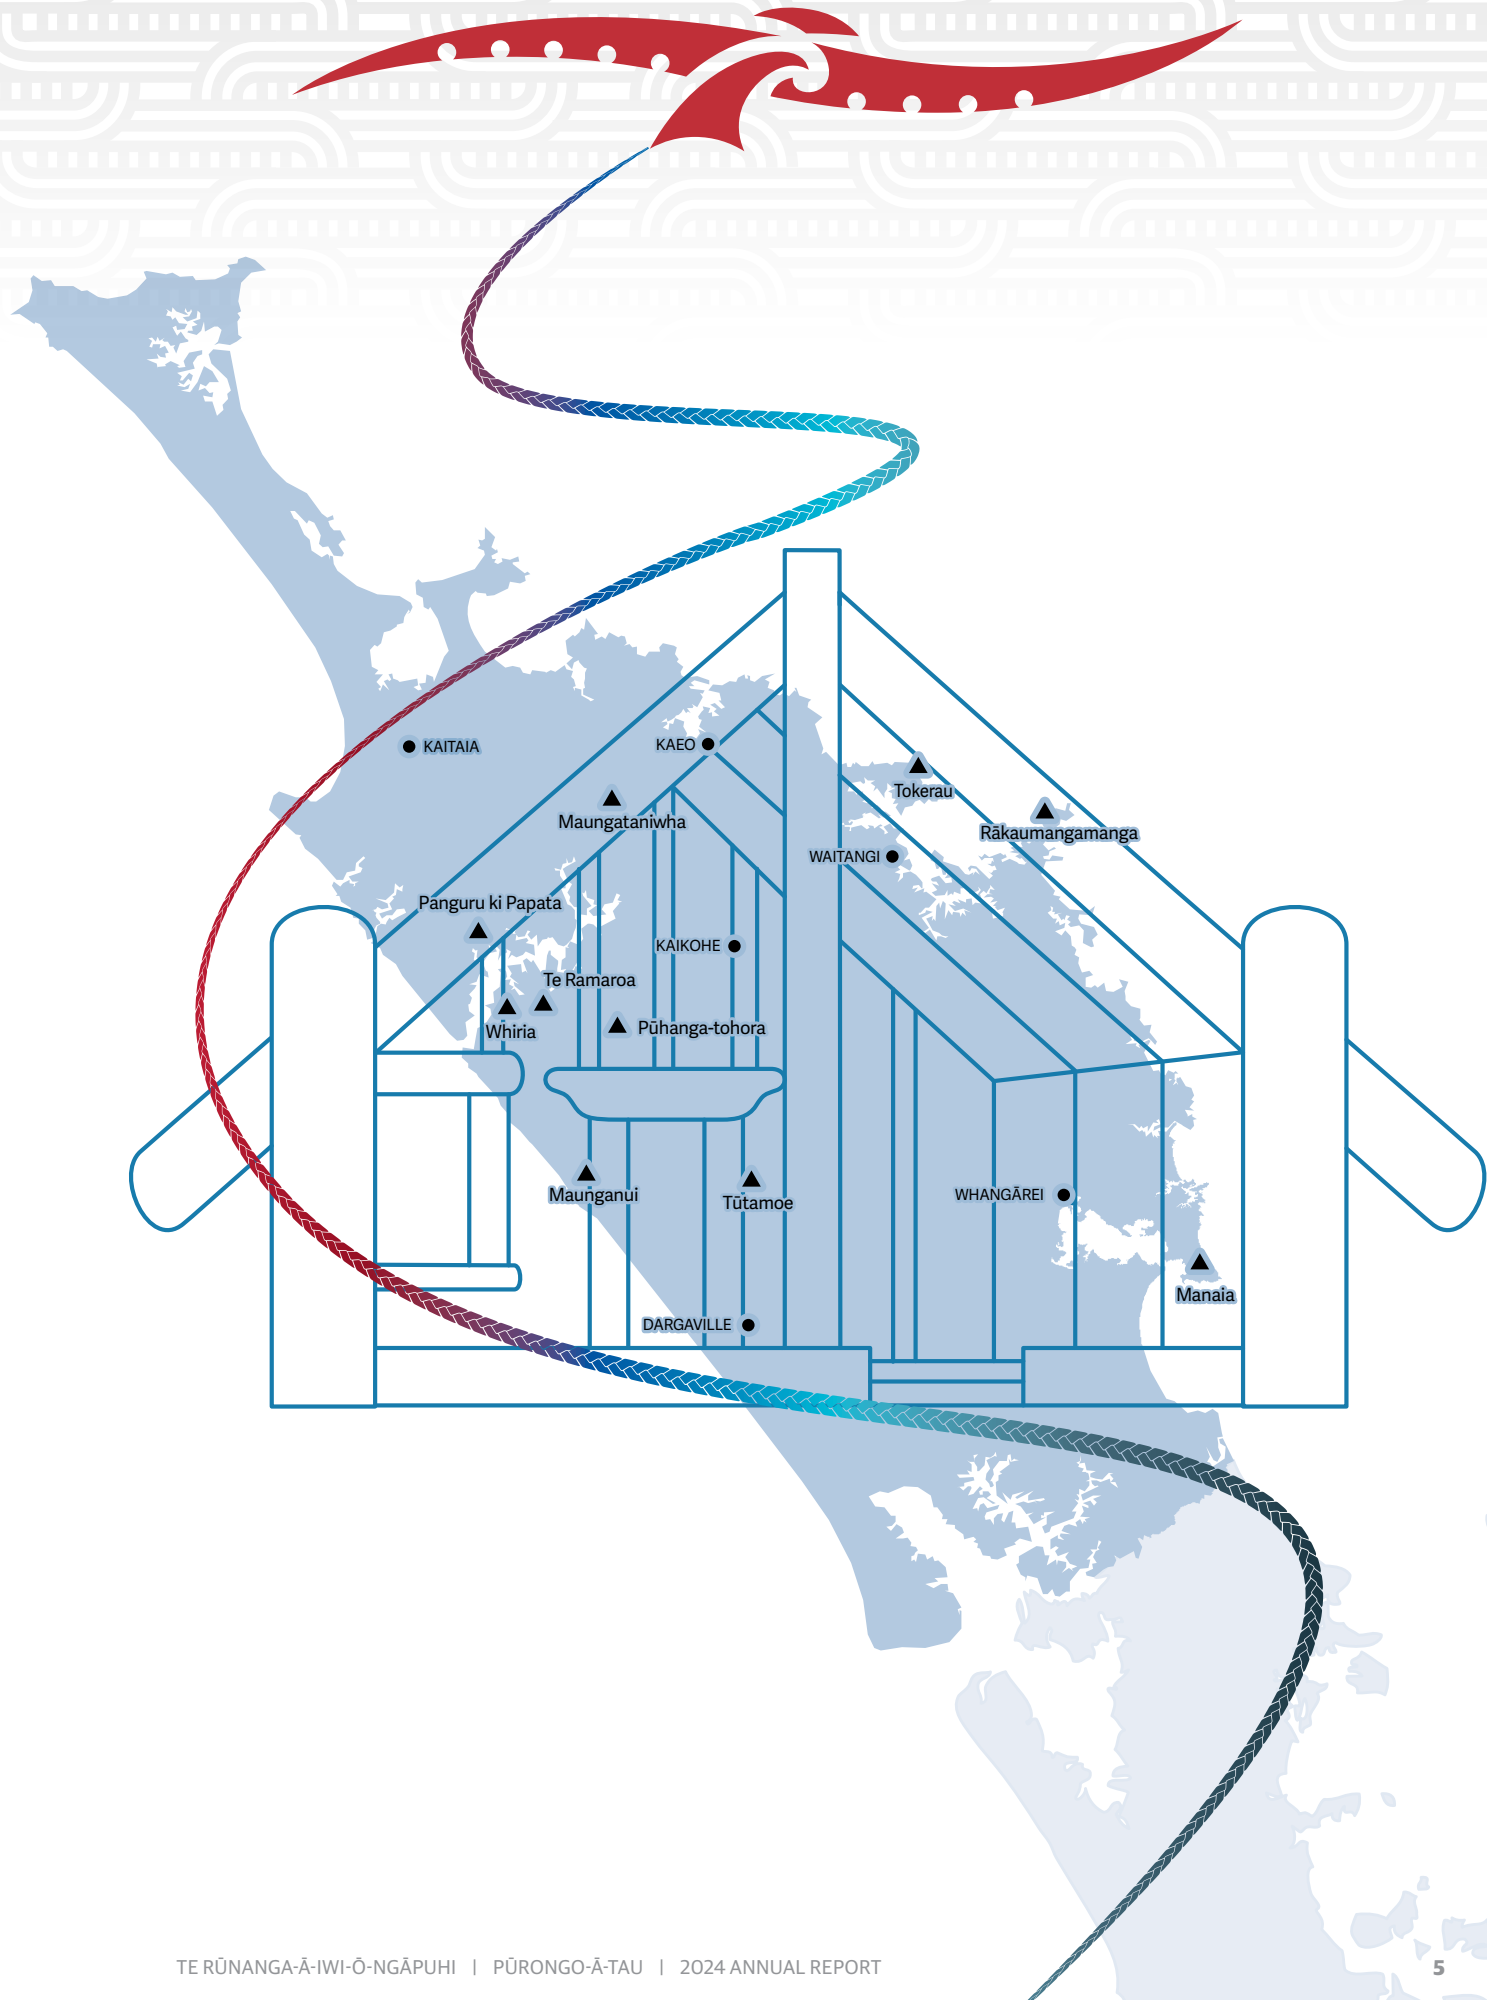 KAITAIA
KAEO
Tokerau
Maungataniwha
Rākaumangamanga
WAITANGI
Panguru ki Papata
KAIKOHE
Te Ramaroa
Whiria
Pūhanga-tohora
Maunganui
Tūtamoe
WHANGĀREI
Manaia
DARGAVILLE
TE RŪNANGA-Ā-IWI-Ō-NGĀPUHI | PŪRONGO-Ā-TAU | 2024 ANNUAL REPORT 5